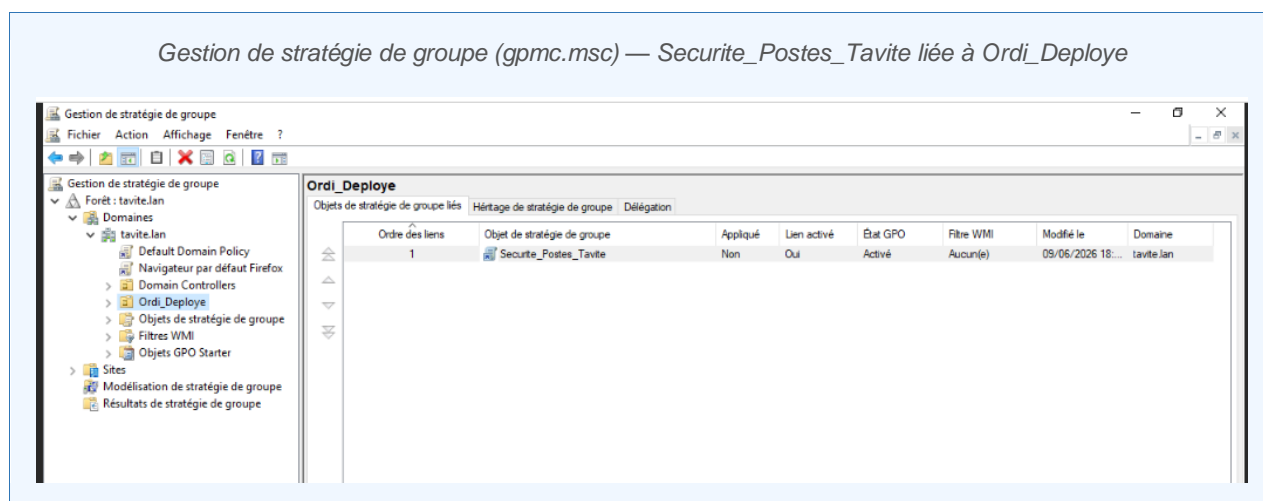 Gestion de stratégie de groupe (gpmc.msc) — Securite_Postes_Tavite liée à Ordi_Deploye
Gestion de stratégie de groupe
Fichier Action Affichage Fenêtre ?
Gestion de stratégie de groupe
Forêt : tavite.lan
Domaines
tavite.lan
Default Domain Policy
Navigateur par défaut Firefox
Domain Controllers
Ordi_Deploye
Objets de stratégie de groupe
Filtres WMI
Objets GPO Starter
Sites
Modélisation de stratégie de groupe
Résultats de stratégie de groupe
Ordi_Deploye
Objets de stratégie de groupe liés Héritage de stratégie de groupe Délégation
Ordre des liens Objet de stratégie de groupe Appliqué Lien activé État GPO Filtre WMI Modifié le Domaine
1 Securite_Postes_Tavite Non Oui Activé Aucun(e) 09/06/2026 18:... tavite.lan